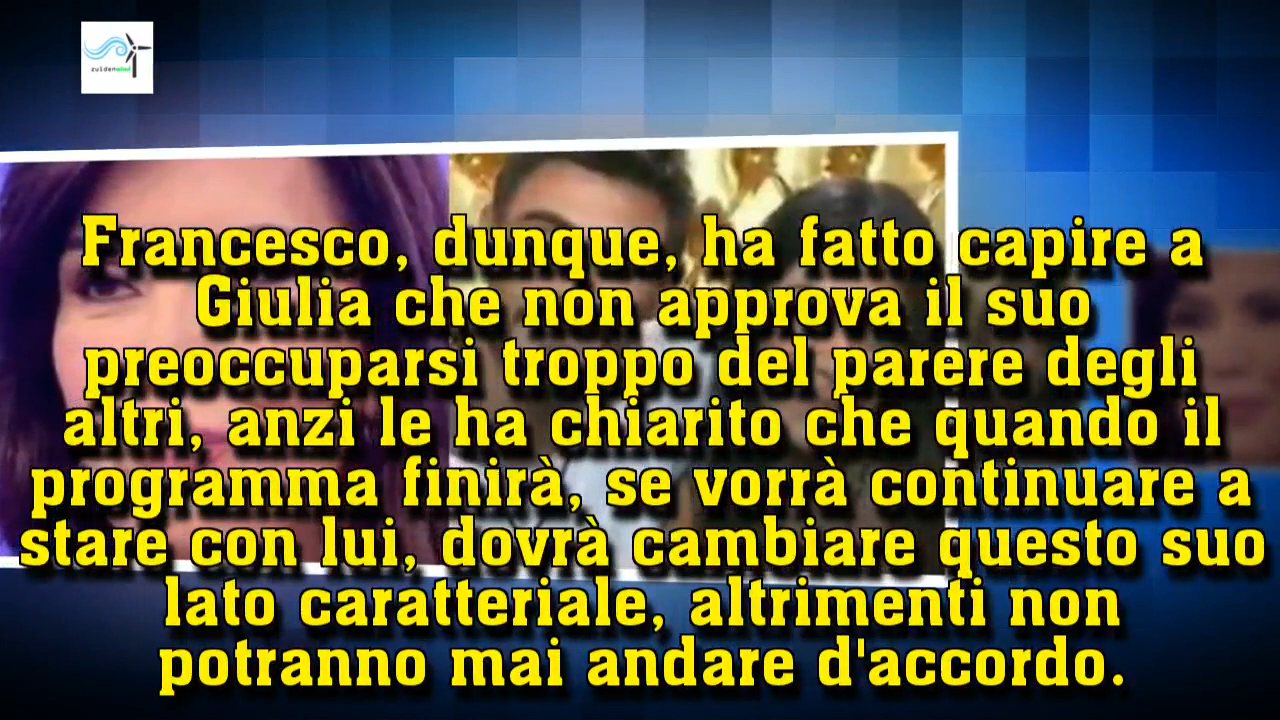 zuidenwind
Francesco, dunque, ha fatto capire a
Giulia che non approva il suo
preoccuparsi troppo del parere degli
altri, anzi le ha chiarito che quando il
programma finirà, se vorrà continuare a
stare con lui, dovrà cambiare questo suo
lato caratteriale, altrimenti non
potranno mai andare d'accordo.